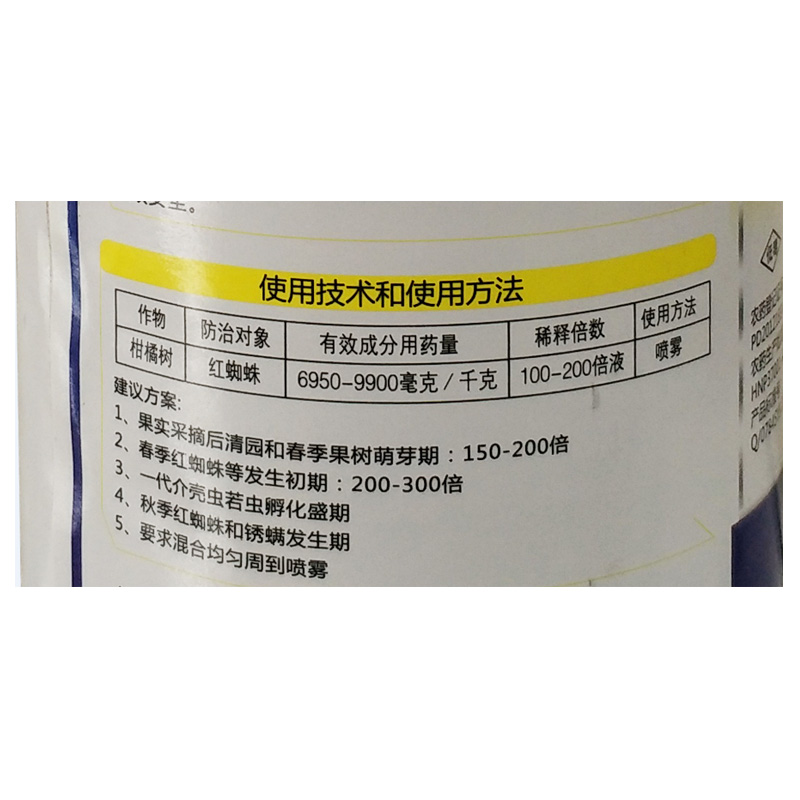 使用技术和使用方法
作物 防治对象 有效成分用药量 稀释倍数 使用方法
柑橘树 红蜘蛛 6950-9900毫克/千克 100-200倍液 喷雾
建议方案:
1、果实采摘后清园和春季果树萌芽期:150-200倍
2、春季红蜘蛛等发生初期:200-300倍
3、一代介壳虫若虫孵化盛期
4、秋季红蜘蛛和锈螨发生期
5、要求混合均匀周到喷雾